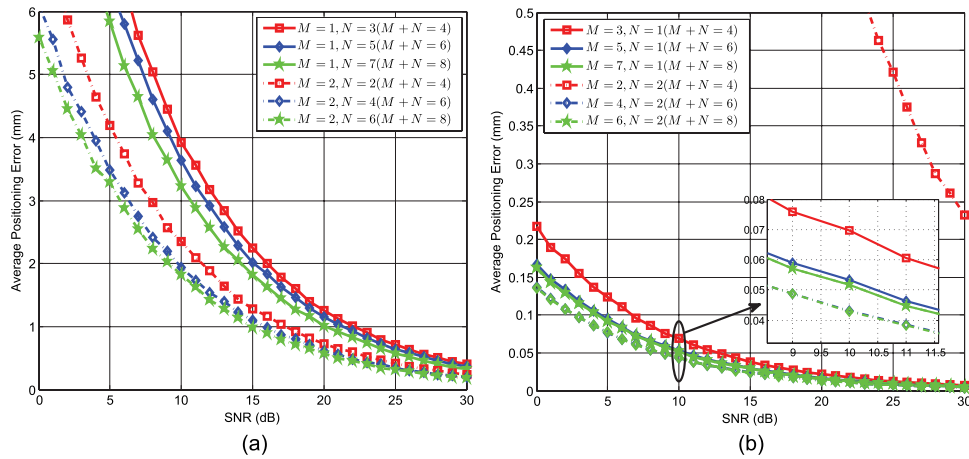 6
5
4
3
2
1
0
Average Positioning Error (mm)
M = 1, N = 3(M+N = 4)
M = 1, N = 5(M+N = 6)
M = 1, N = 7(M+N = 8)
M = 2, N = 2(M+N = 4)
M = 2, N = 4(M+N = 6)
M = 2, N = 6(M+N = 8)
0 5 10 15 20 25 30
SNR (dB)
(a)
0.5
0.45
0.4
0.35
0.3
0.25
0.2
0.15
0.1
0.05
0
Average Positioning Error (mm)
M = 3, N = 1(M+N = 4)
M = 5, N = 1(M+N = 6)
M = 7, N = 1(M+N = 8)
M = 2, N = 2(M+N = 4)
M = 4, N = 2(M+N = 6)
M = 6, N = 2(M+N = 8)
0.08
0.07
0.06
0.05
0.04
9 9.5 10 10.5 11 11.5
0 5 10 15 20 25 30
SNR (dB)
(b)